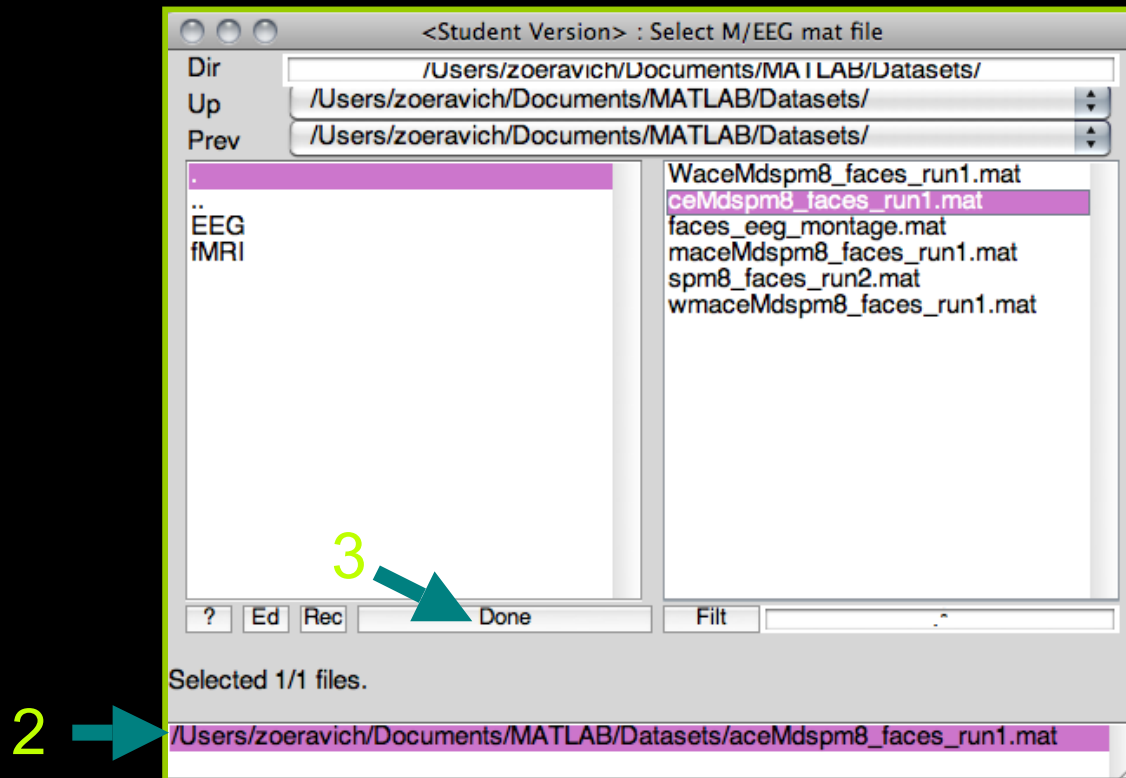 <Student Version> : Select M/EEG mat file
Dir /Users/zoeravich/Documents/MATLAB/Datasets/
Up /Users/zoeravich/Documents/MATLAB/Datasets/
Prev /Users/zoeravich/Documents/MATLAB/Datasets/
.
..
EEG
fMRI
WaceMdspm8_faces_run1.mat
ceMdspm8_faces_run1.mat
faces_eeg_montage.mat
maceMdspm8_faces_run1.mat
spm8_faces_run2.mat
wmaceMdspm8_faces_run1.mat
3
? Ed Rec Done Filt
Selected 1/1 files.
2 /Users/zoeravich/Documents/MATLAB/Datasets/aceMdspm8_faces_run1.mat